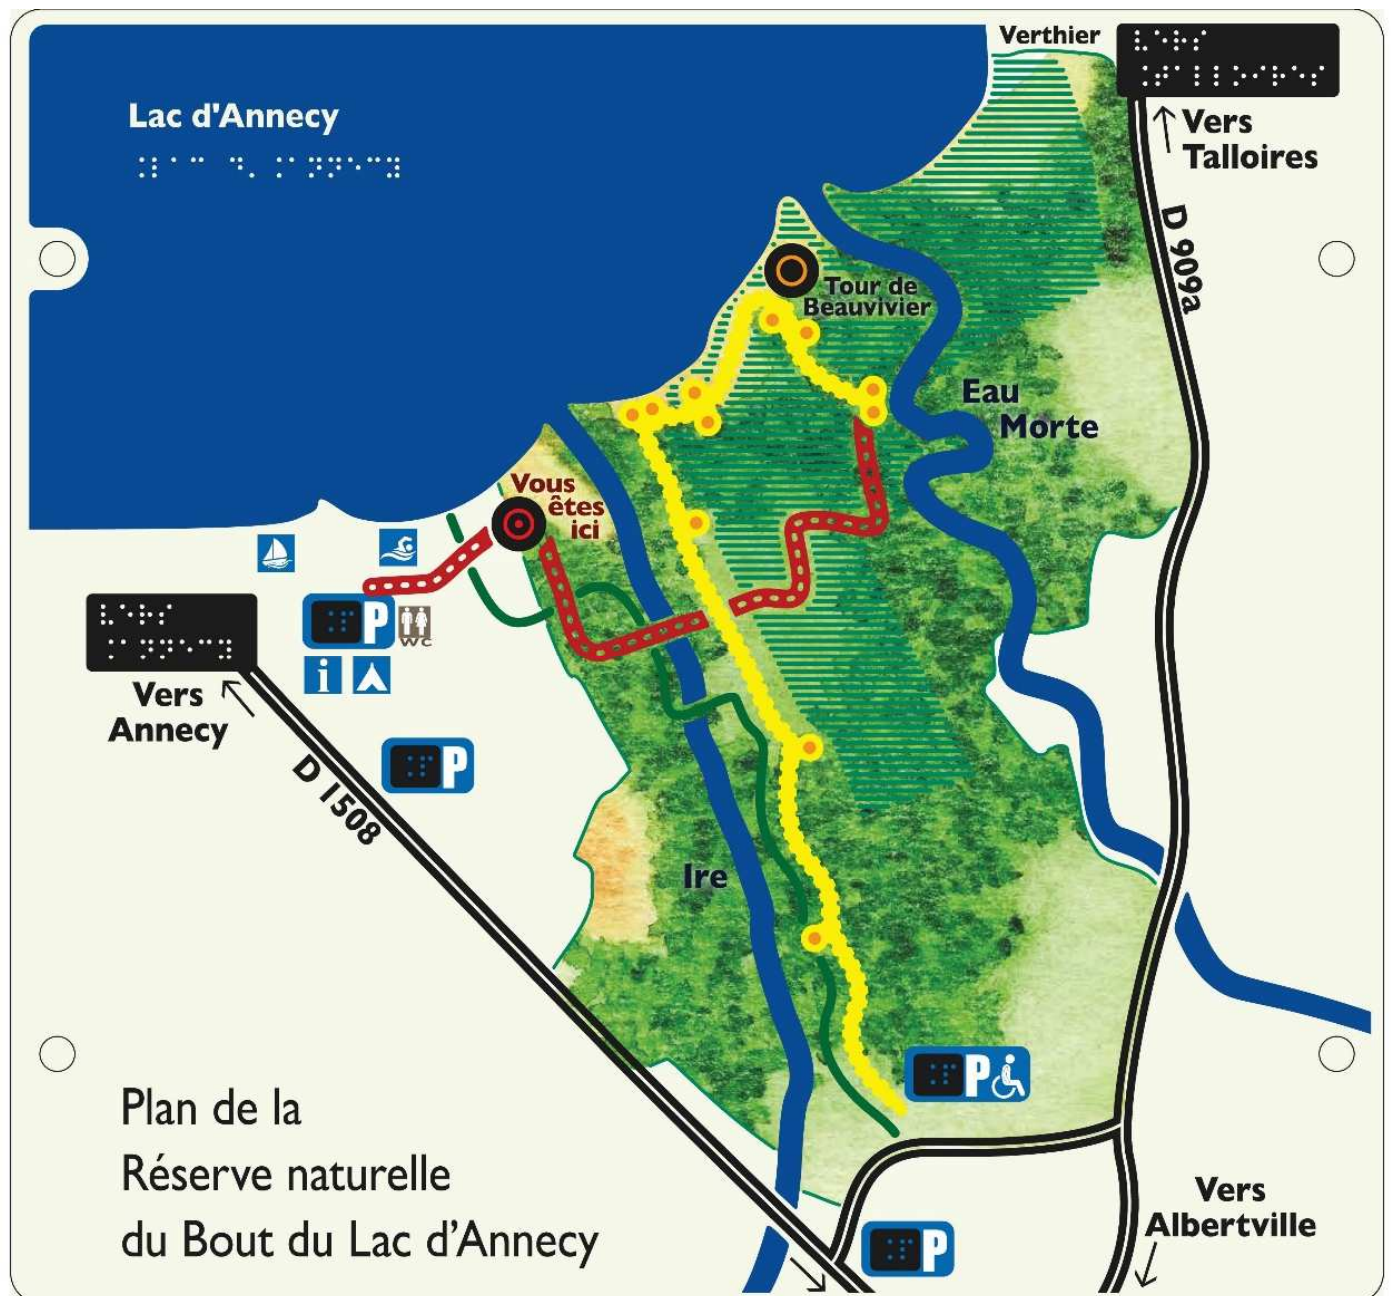 Verthier
Lac d'Annecy
Vers
Talloires
D 909a
Tour de
Beauvivier
Eau
Morte
Vous
êtes
ici
P
WC
i
Vers
Annecy
P
D 1508
Ire
P
Plan de la
Réserve naturelle
du Bout du Lac d’Annecy
Vers
Albertville
P